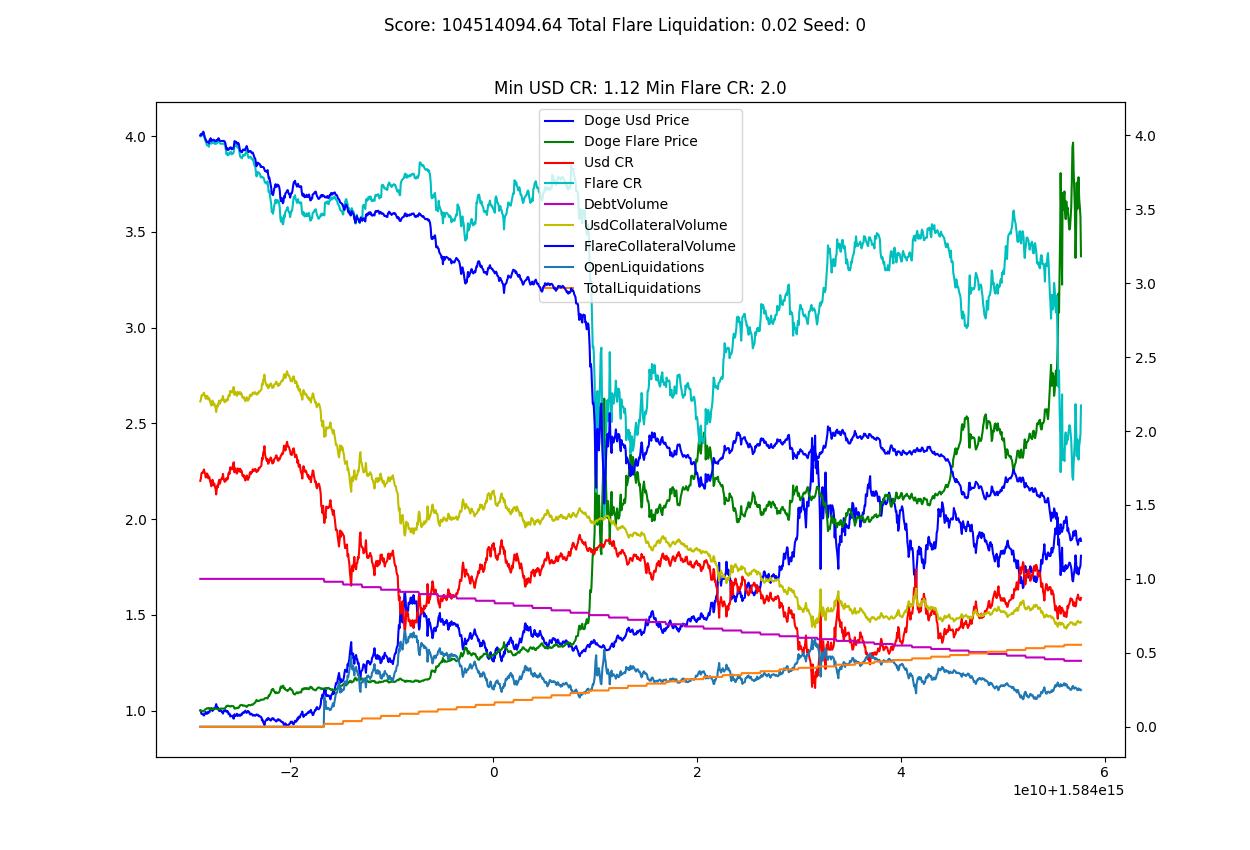 Score: 104514094.64 Total Flare Liquidation: 0.02 Seed: 0
Min USD CR: 1.12 Min Flare CR: 2.0
Doge Usd Price
Doge Flare Price
Usd CR
Flare CR
DebtVolume
UsdCollateralVolume
FlareCollateralVolume
OpenLiquidations
TotalLiquidations
4.0
3.5
3.0
2.5
2.0
1.5
1.0
4.0
3.5
3.0
2.5
2.0
1.5
1.0
0.5
0.0
−2 0 2 4 6
1e10+1.584e15